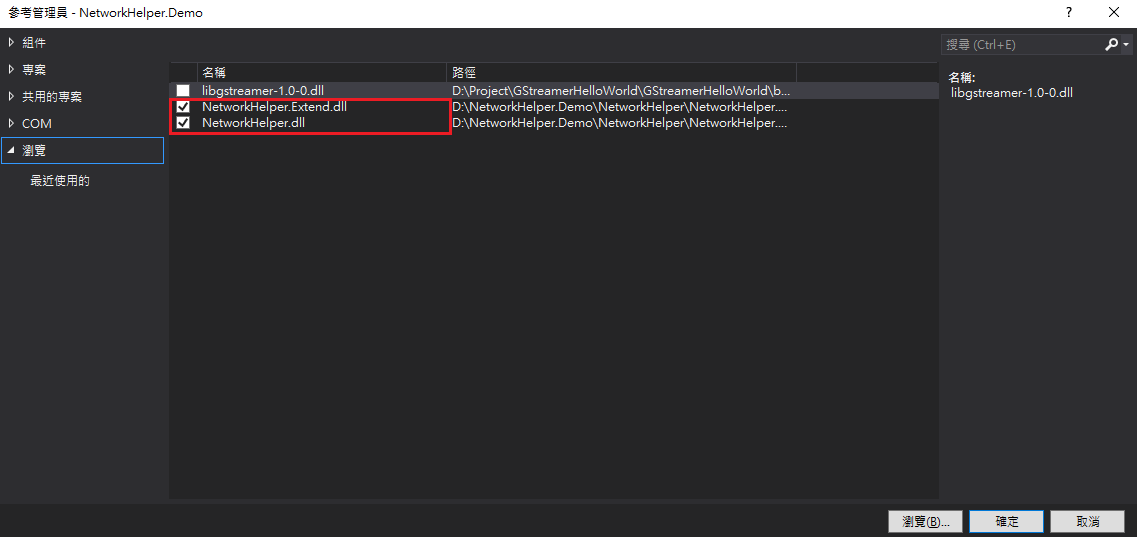 參考管理員 - NetworkHelper.Demo
?
組件
專案
共用的專案
COM
瀏覽
最近使用的
搜尋 (Ctrl+E)
名稱 路徑
libgstreamer-1.0-0.dll D:\Project\GStreamerHelloWorld\GStreamerHelloWorld\b...
NetworkHelper.Extend.dll D:\NetworkHelper.Demo\NetworkHelper\NetworkHelper....
NetworkHelper.dll D:\NetworkHelper.Demo\NetworkHelper\NetworkHelper....
名稱:
libgstreamer-1.0-0.dll
瀏覽(B)... 確定 取消